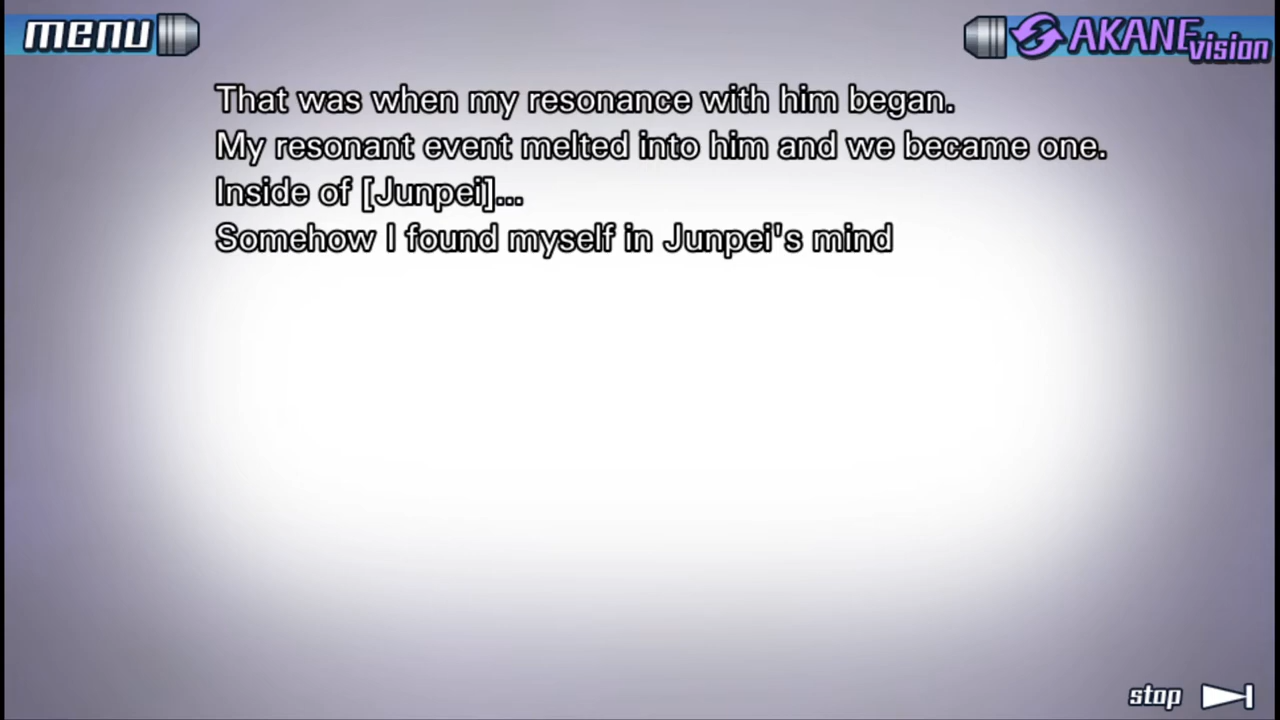 menu
AKANE vision
That was when my resonance with him began.
My resonant event melted into him and we became one.
Inside of [Junpei]...
Somehow I found myself in Junpei's mind
stop